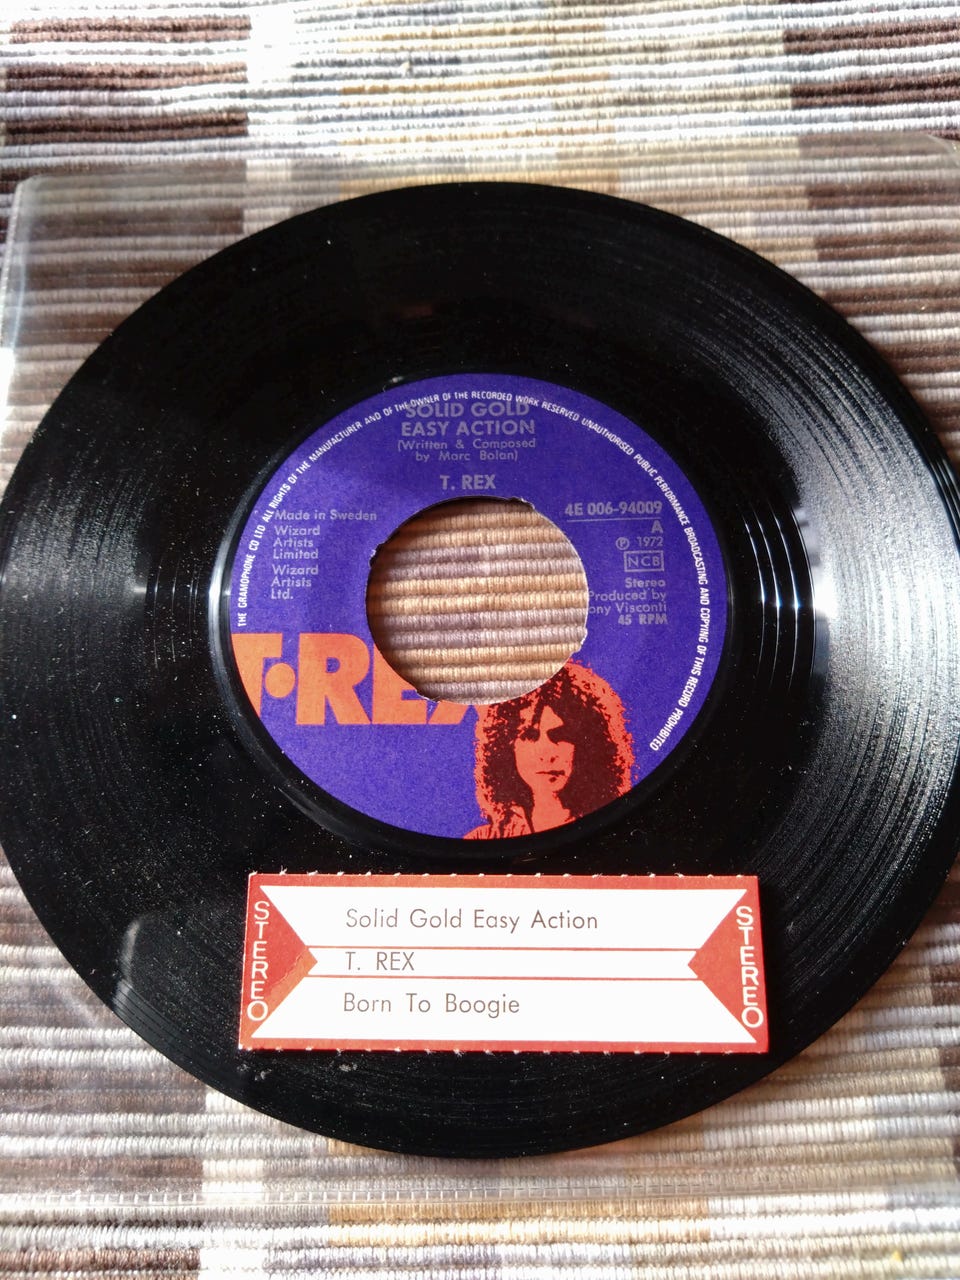 THE GRAMOPHONE CO LTD ALL RIGHTS OF THE MANUFACTURER AND OF THE OWNER OF THE RECORDED WORK RESERVED UNAUTHORISED PUBLIC PERFORMANCE BROADCASTING AND COPYING OF THIS RECORD PROHIBITED
SOLID GOLD
EASY ACTION
(Written & Composed
by Marc Bolan)
T. REX
Made in Sweden
Wizard
Artists
Limited
Wizard
Artists
Ltd.
4E 006-94009
A
Ⓟ 1972
NCB
Stereo
Produced by
ony Visconti
45 RPM
T·REX
STEREO
Solid Gold Easy Action
T. REX
Born To Boogie
STEREO